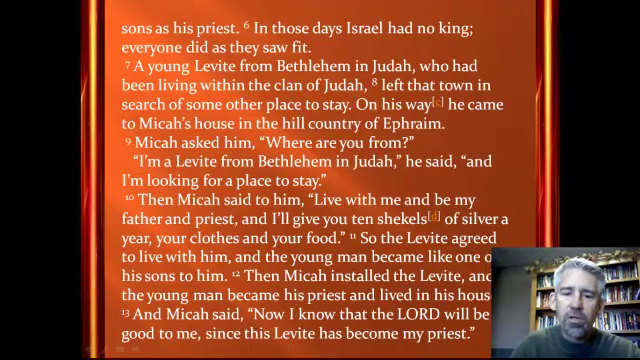 sons as his priest. 6 In those days Israel had no king;
everyone did as they saw fit.
7 A young Levite from Bethlehem in Judah, who had
been living within the clan of Judah, 8 left that town in
search of some other place to stay. On his way[c] he came
to Micah’s house in the hill country of Ephraim.
9 Micah asked him, “Where are you from?”
“I’m a Levite from Bethlehem in Judah,” he said, “and
I’m looking for a place to stay.”
10 Then Micah said to him, “Live with me and be my
father and priest, and I’ll give you ten shekels[d] of silver a
year, your clothes and your food.” 11 So the Levite agreed
to live with him, and the young man became like one o
his sons to him. 12 Then Micah installed the Levite, and
the young man became his priest and lived in his hous
13 And Micah said, “Now I know that the LORD will be
good to me, since this Levite has become my priest.”